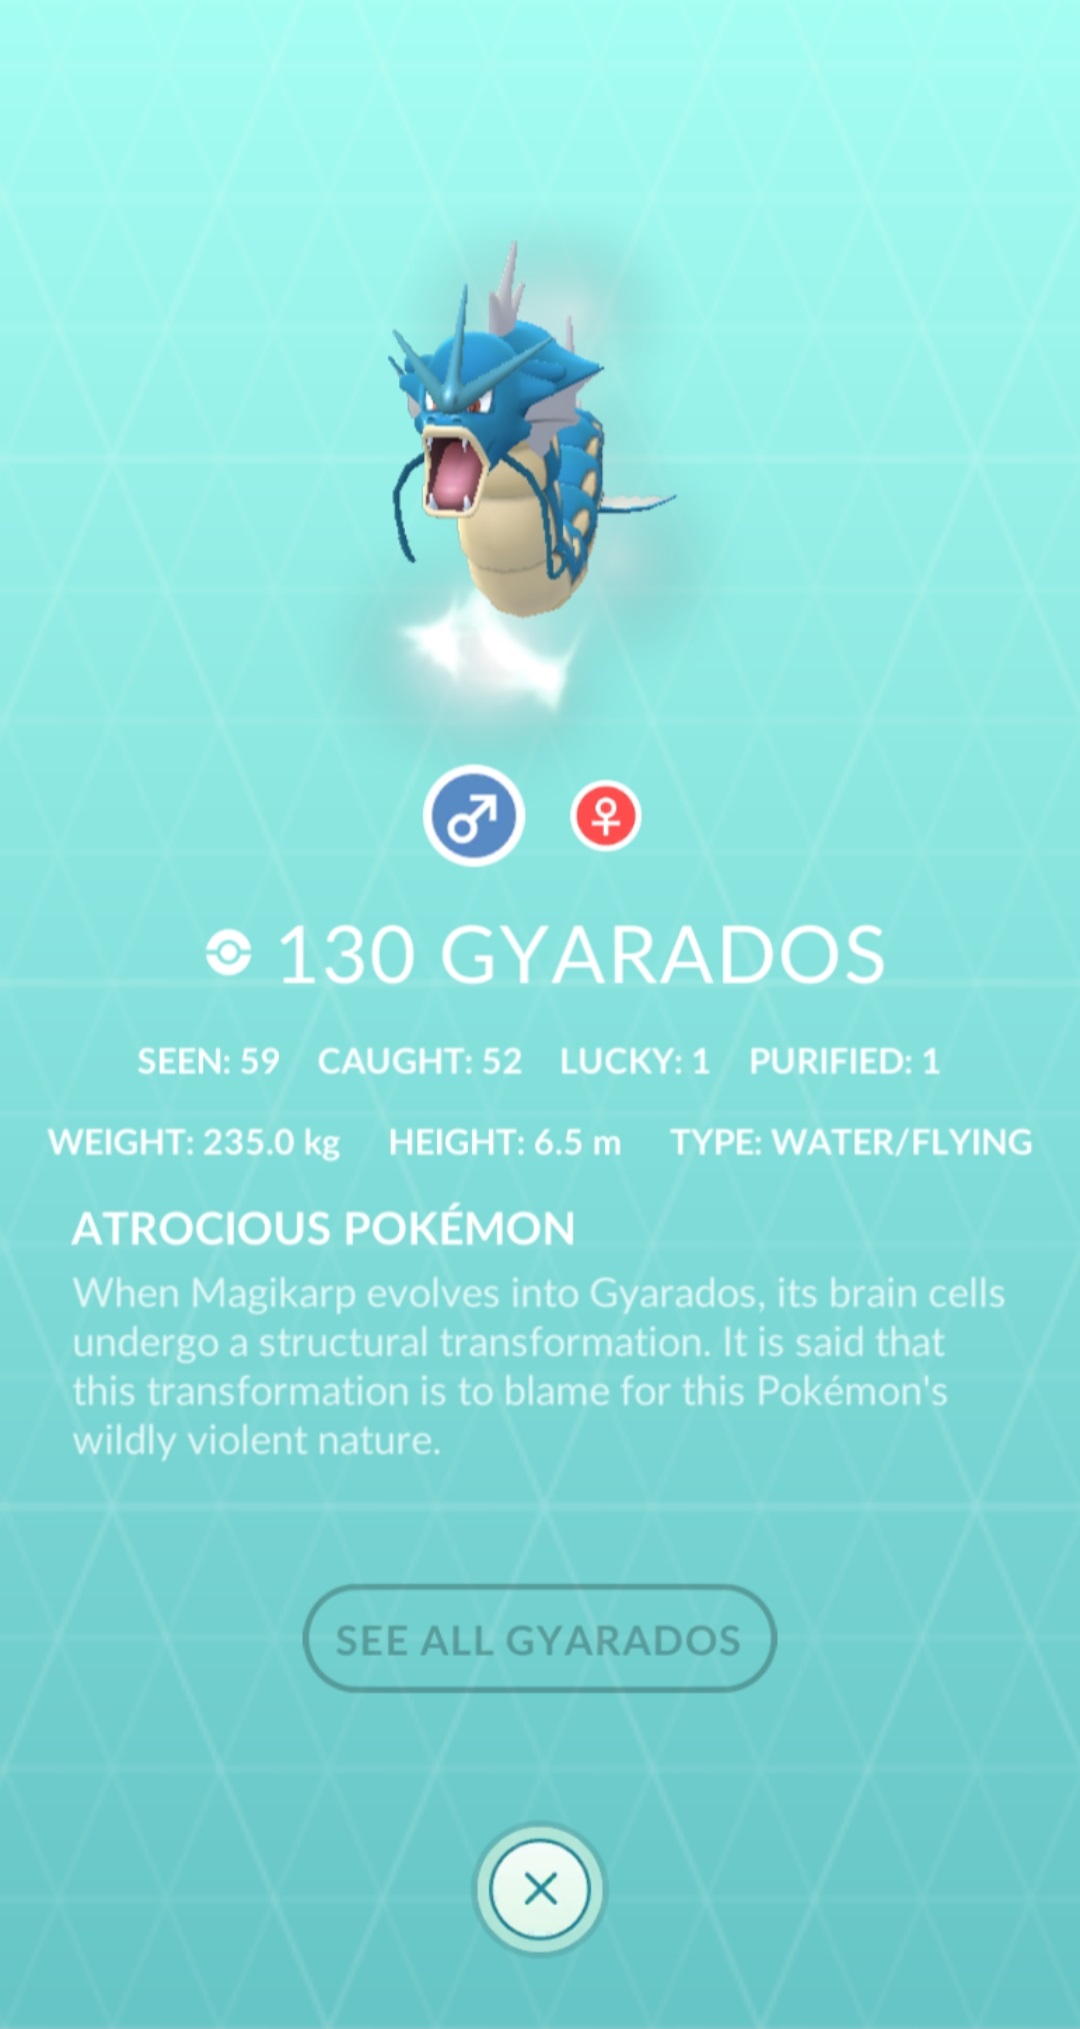 130 GYARADOS
SEEN: 59 CAUGHT: 52 LUCKY: 1 PURIFIED: 1
WEIGHT: 235.0 kg HEIGHT: 6.5 m TYPE: WATER/FLYING
ATROCIOUS POKÉMON
When Magikarp evolves into Gyarados, its brain cells
undergo a structural transformation. It is said that
this transformation is to blame for this Pokémon's
wildly violent nature.
SEE ALL GYARADOS